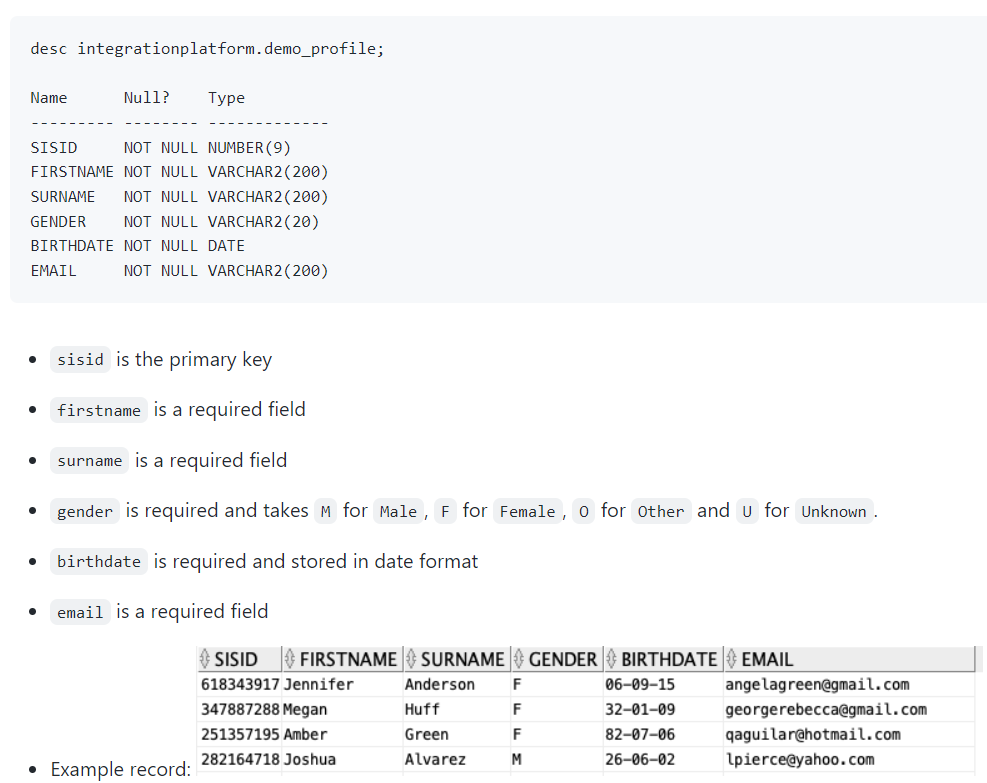 desc integrationplatform.demo_profile;
Name Null? Type
--------- -------- -------------
SISID NOT NULL NUMBER(9)
FIRSTNAME NOT NULL VARCHAR2(200)
SURNAME NOT NULL VARCHAR2(200)
GENDER NOT NULL VARCHAR2(20)
BIRTHDATE NOT NULL DATE
EMAIL NOT NULL VARCHAR2(200)
• sisid is the primary key
• firstname is a required field
• surname is a required field
• gender is required and takes M for Male, F for Female, O for Other and U for Unknown.
• birthdate is required and stored in date format
• email is a required field
SISID FIRSTNAME SURNAME GENDER BIRTHDATE EMAIL
618343917 Jennifer Anderson F 06-09-15 angelagreen@gmail.com
347887288 Megan Huff F 32-01-09 georgerebecca@gmail.com
251357195 Amber Green F 82-07-06 qaguilar@hotmail.com
282164718 Joshua Alvarez M 26-06-02 lpierce@yahoo.com
• Example record: